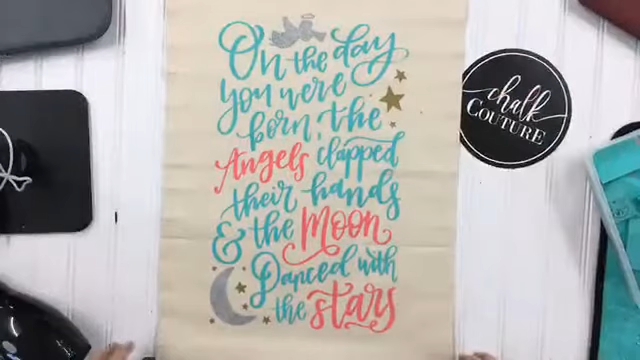 On the day
you were
born, the
Angels clapped
their hands
& the Moon
Danced with
the stars
chalk
COUTURE